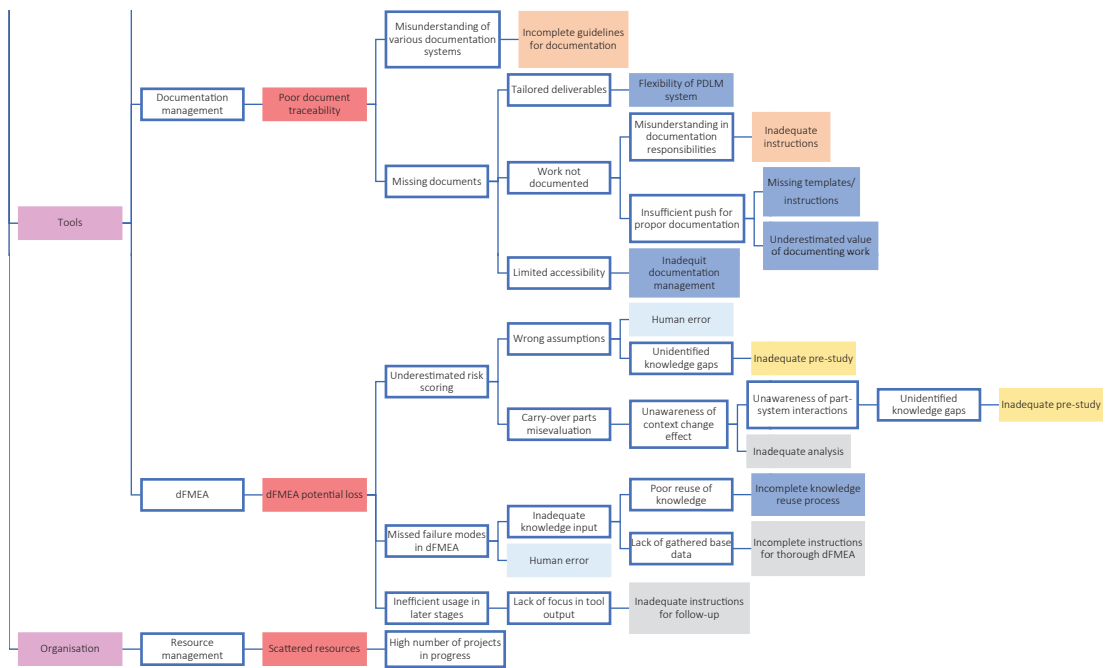 Misunderstanding of
various documentation
systems
Incomplete guidelines
for documentation
Documentation
management
Poor document
traceability
Tailored deliverables
Flexibility of PDLM
system
Misunderstanding in
documentation
responsibilities
Inadequate
instructions
Missing documents
Work not
documented
Missing templates/
instructions
Tools
Insufficient push for
propor documentation
Underestimated value
of documenting work
Limited accessibility
Inadequit
documentation
management
Human error
Wrong assumptions
Unidentified
knowledge gaps
Inadequate pre-study
Underestimated risk
scoring
Carry-over parts
misevaluation
Unawareness of
context change
effect
Unawareness of part-
system interactions
Unidentified
knowledge gaps
Inadequate pre-study
Inadequate analysis
dFMEA
dFMEA potential loss
Poor reuse of
knowledge
Incomplete knowledge
reuse process
Inadequate
knowledge input
Missed failure modes
in dFMEA
Lack of gathered base
data
Incomplete instructions
for thorough dFMEA
Human error
Inefficient usage in
later stages
Lack of focus in tool
output
Inadequate instructions
for follow-up
Organisation
Resource
management
Scattered resources
High number of projects
in progress